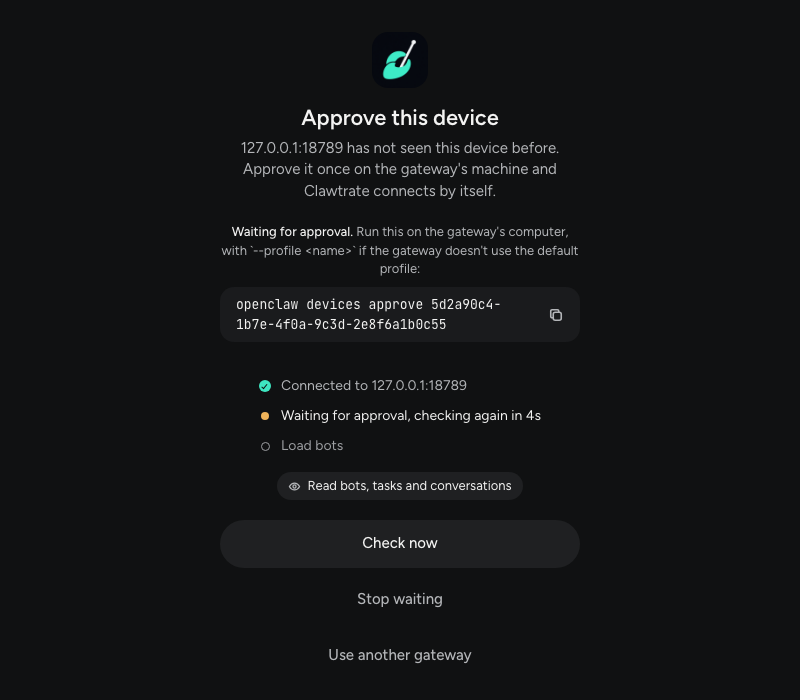 Approve this device
127.0.0.1:18789 has not seen this device before.
Approve it once on the gateway's machine and
Clawtrate connects by itself.
Waiting for approval. Run this on the gateway's computer,
with `--profile <name>` if the gateway doesn't use the default
profile:
openclaw devices approve 5d2a90c4-
1b7e-4f0a-9c3d-2e8f6a1b0c55
Connected to 127.0.0.1:18789
Waiting for approval, checking again in 4s
Load bots
Read bots, tasks and conversations
Check now
Stop waiting
Use another gateway